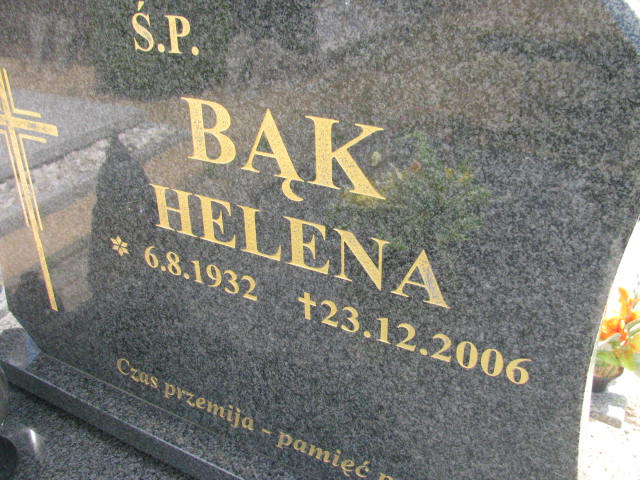 Ś.P.
BĄK
HELENA
* 6.8.1932 †23.12.2006
Czas przemija - pamięć